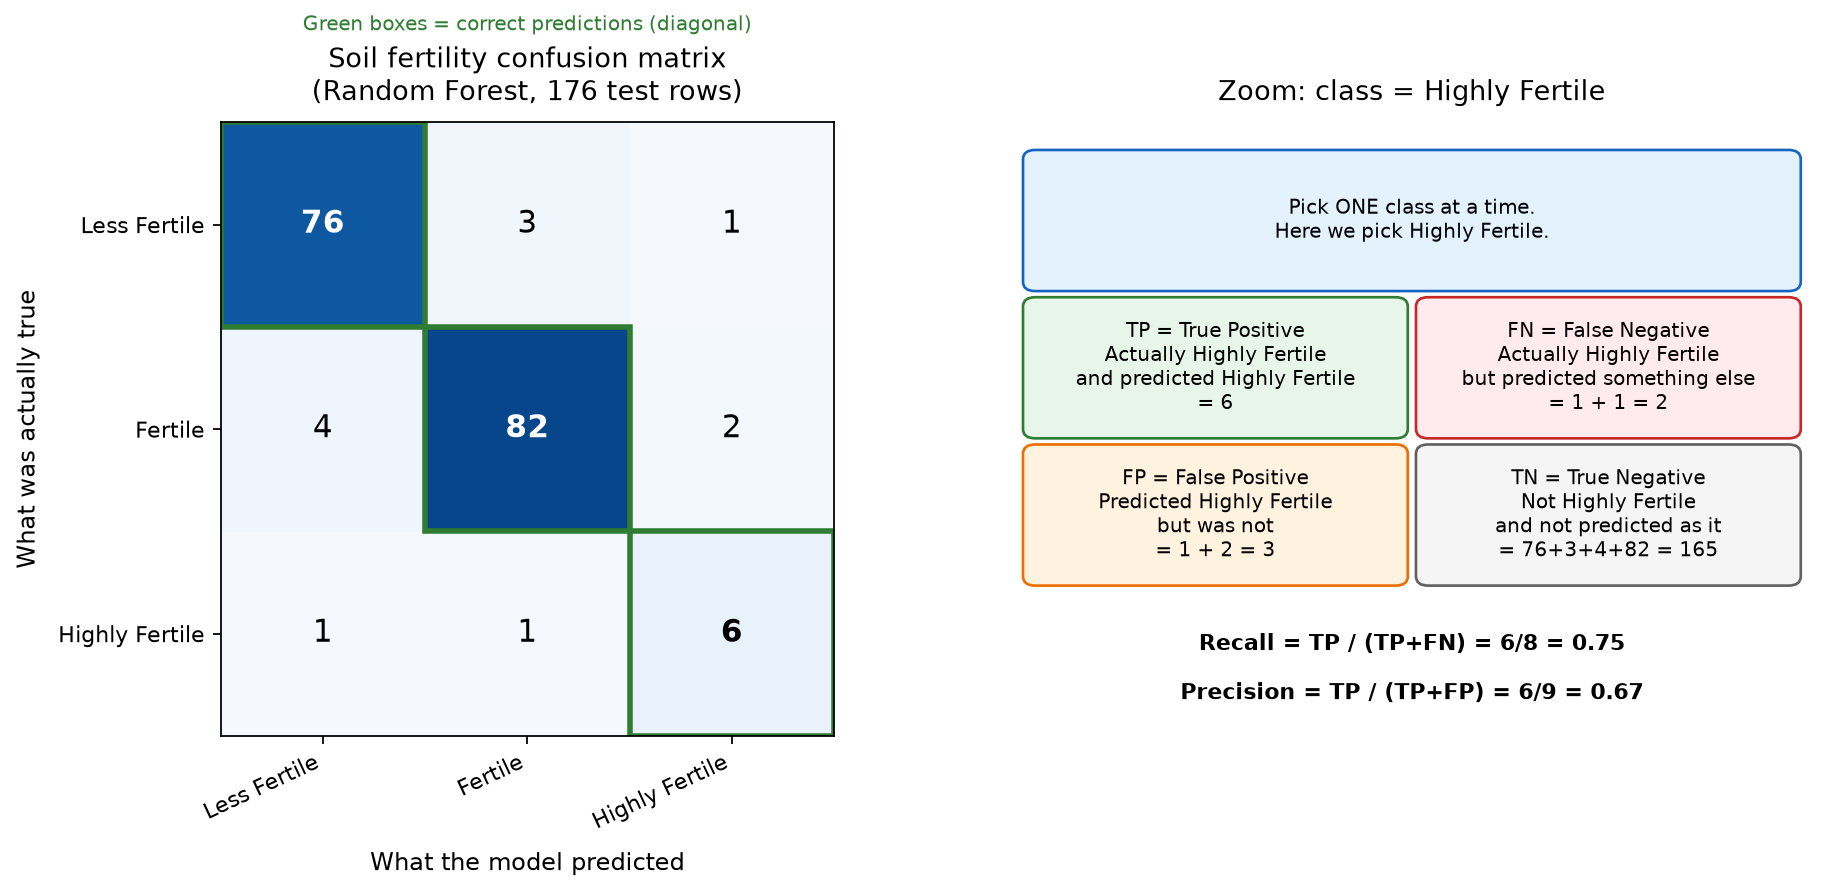 Green boxes = correct predictions (diagonal)
Soil fertility confusion matrix
(Random Forest, 176 test rows)
What was actually true
Less Fertile
76 3 1
Fertile
4 82 2
Highly Fertile
1 1 6
Less Fertile
Fertile
Highly Fertile
What the model predicted
Zoom: class = Highly Fertile
Pick ONE class at a time.
Here we pick Highly Fertile.
TP = True Positive
Actually Highly Fertile
and predicted Highly Fertile
= 6
FN = False Negative
Actually Highly Fertile
but predicted something else
= 1 + 1 = 2
FP = False Positive
Predicted Highly Fertile
but was not
= 1 + 2 = 3
TN = True Negative
Not Highly Fertile
and not predicted as it
= 76+3+4+82 = 165
Recall = TP / (TP+FN) = 6/8 = 0.75
Precision = TP / (TP+FP) = 6/9 = 0.67